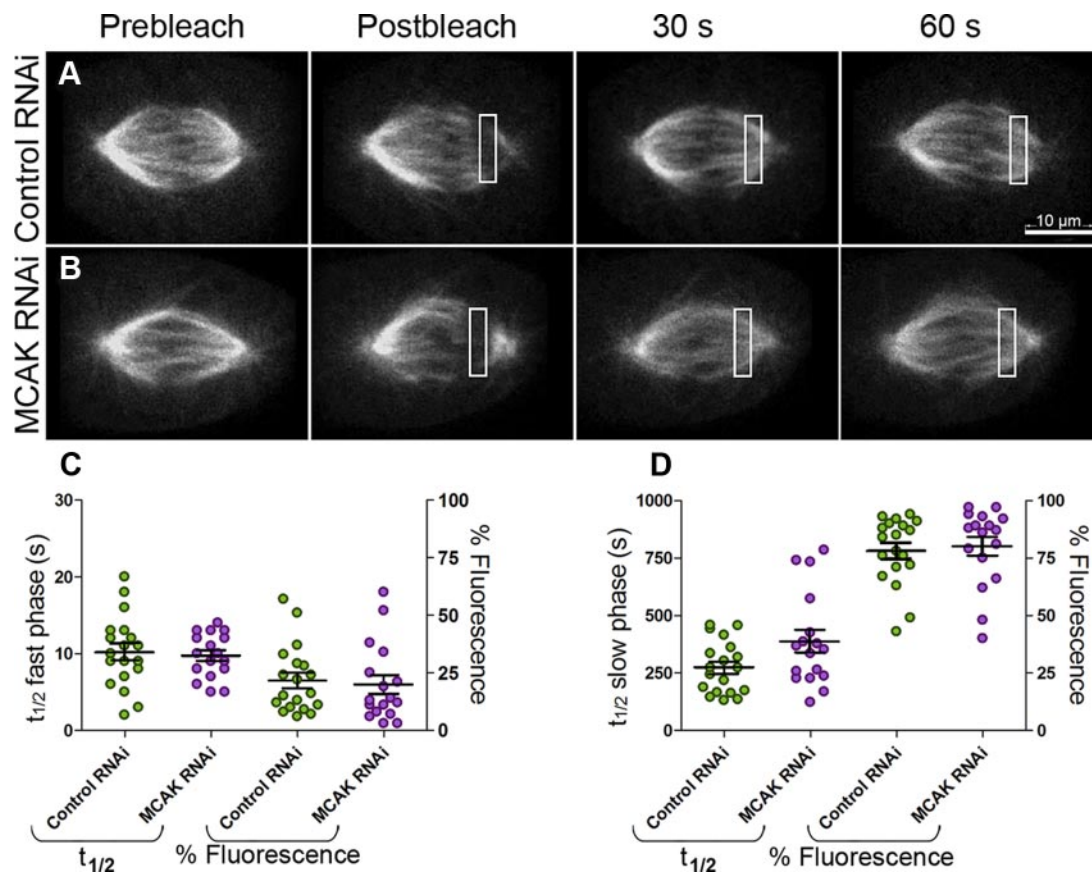 Prebleach Postbleach 30 s 60 s
Control RNAi
A
10 µm
MCAK RNAi
B
C
t1/2 fast phase (s)
30
20
10
0
100
75
50
25
0
% Fluorescence
Control RNAi
MCAK RNAi
Control RNAi
MCAK RNAi
t1/2
% Fluorescence
D
t1/2 slow phase (s)
1000
750
500
250
0
100
75
50
25
0
% Fluorescence
Control RNAi
MCAK RNAi
Control RNAi
MCAK RNAi
t1/2
% Fluorescence